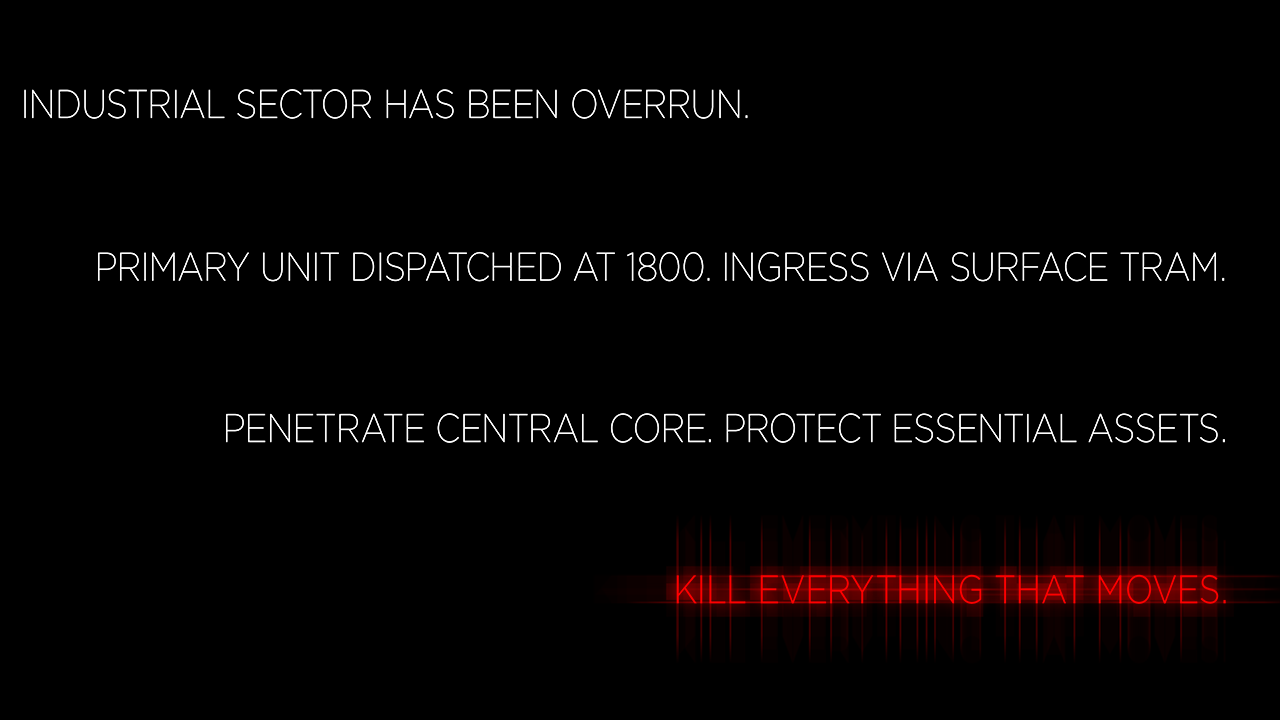 INDUSTRIAL SECTOR HAS BEEN OVERRUN.
PRIMARY UNIT DISPATCHED AT 1800. INGRESS VIA SURFACE TRAM.
PENETRATE CENTRAL CORE. PROTECT ESSENTIAL ASSETS.
KILL EVERYTHING THAT MOVES.